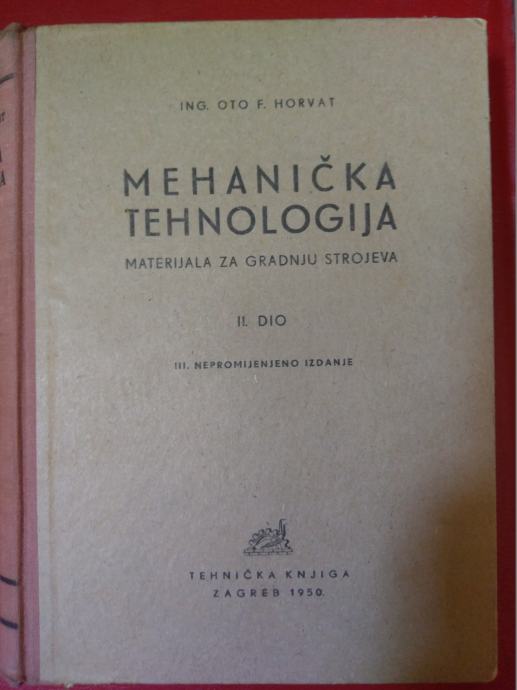 ING. OTO F. HORVAT
MEHANIČKA
TEHNOLOGIJA
MATERIJALA ZA GRADNJU STROJEVA
II. DIO
III. NEPROMIJENJENO IZDANJE
TEHNIČKA KNJIGA
ZAGREB 1950.